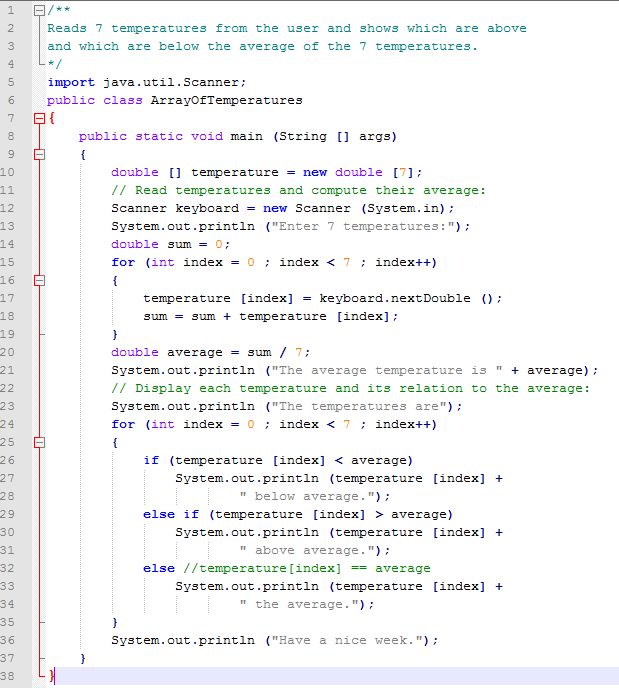 1 /**
2 Reads 7 temperatures from the user and shows which are above
3 and which are below the average of the 7 temperatures.
4 */
5 import java.util.Scanner;
6 public class ArrayOfTemperatures
7 {
8 public static void main (String [] args)
9 {
10 double [] temperature = new double [7];
11 // Read temperatures and compute their average:
12 Scanner keyboard = new Scanner (System.in);
13 System.out.println ("Enter 7 temperatures:");
14 double sum = 0;
15 for (int index = 0 ; index < 7 ; index++)
16 {
17 temperature [index] = keyboard.nextDouble ();
18 sum = sum + temperature [index];
19 }
20 double average = sum / 7;
21 System.out.println ("The average temperature is " + average);
22 // Display each temperature and its relation to the average:
23 System.out.println ("The temperatures are");
24 for (int index = 0 ; index < 7 ; index++)
25 {
26 if (temperature [index] < average)
27 System.out.println (temperature [index] +
28 " below average.");
29 else if (temperature [index] > average)
30 System.out.println (temperature [index] +
31 " above average.");
32 else //temperature[index] == average
33 System.out.println (temperature [index] +
34 " the average.");
35 }
36 System.out.println ("Have a nice week.");
37 }
38 }